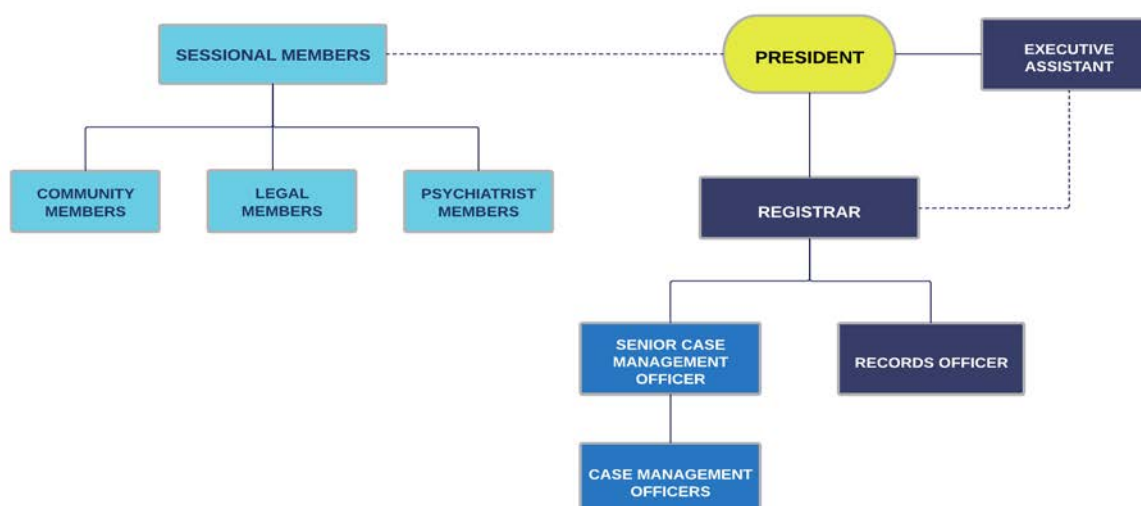 SESSIONAL MEMBERS
PRESIDENT
EXECUTIVE
ASSISTANT
COMMUNITY
MEMBERS
LEGAL
MEMBERS
PSYCHIATRIST
MEMBERS
REGISTRAR
SENIOR CASE
MANAGEMENT
OFFICER
RECORDS OFFICER
CASE MANAGEMENT
OFFICERS